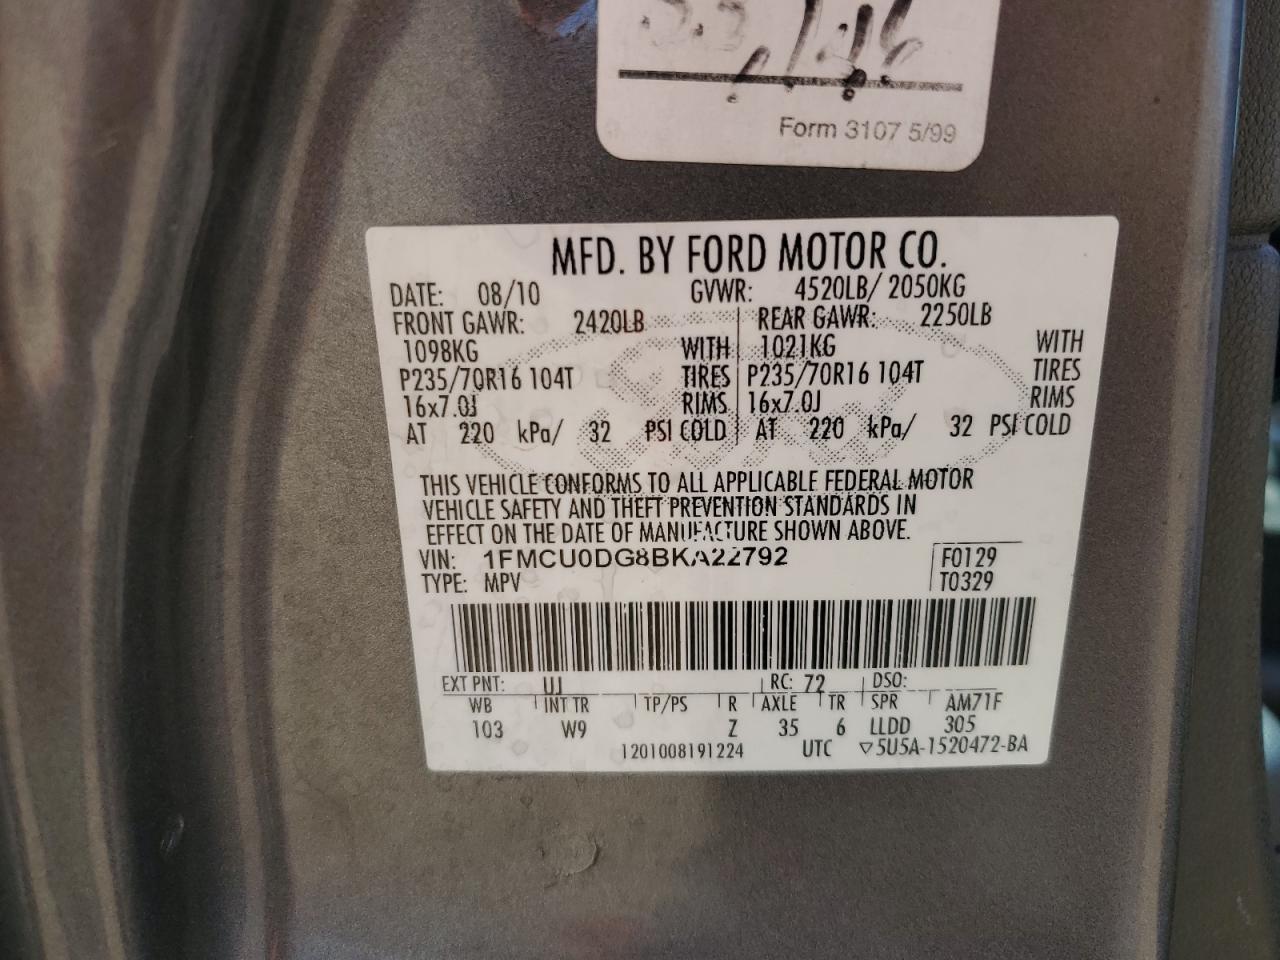 Form 3107 5/99
MFD. BY FORD MOTOR CO.
DATE: 08/10 GVWR: 4520LB/ 2050KG
FRONT GAWR: 2420LB REAR GAWR: 2250LB
1098KG WITH 1021KG WITH
P235/70R16 104T TIRES P235/70R16 104T TIRES
16x7.0J RIMS 16x7.0J RIMS
AT 220 kPa/ 32 PSI COLD AT 220 kPa/ 32 PSI COLD
THIS VEHICLE CONFORMS TO ALL APPLICABLE FEDERAL MOTOR
VEHICLE SAFETY AND THEFT PREVENTION STANDARDS IN
EFFECT ON THE DATE OF MANUFACTURE SHOWN ABOVE.
VIN: 1FMCU0DG8BKA22792 F0129
TYPE: MPV T0329
EXT PNT: UJ RC: 72 DSO:
WB INT TR TP/PS R AXLE TR SPR AM71F
103 W9 Z 35 6 LLDD 305
1201008191224 UTC ▽5U5A-1520472-BA